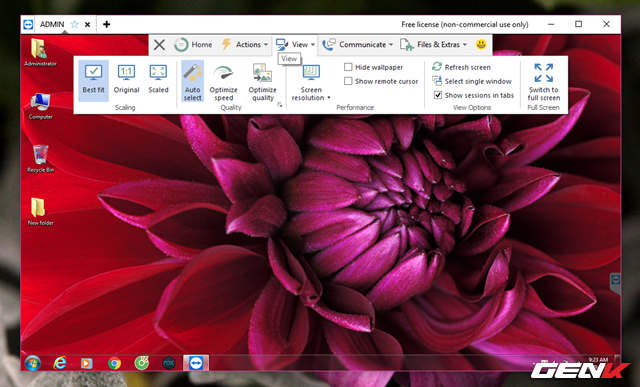 ADMIN
Free license (non-commercial use only)
Home
Actions
View
Communicate
Files & Extras
View
Best fit
Original
Scaled
Scaling
Auto select
Optimize speed
Optimize quality
Quality
Screen resolution
Hide wallpaper
Show remote cursor
Performance
Refresh screen
Select single window
Show sessions in tabs
View Options
Switch to full screen
Full Screen
1:1
Administrator
Computer
Recycle Bin
New folder
9:23 AM
GENK